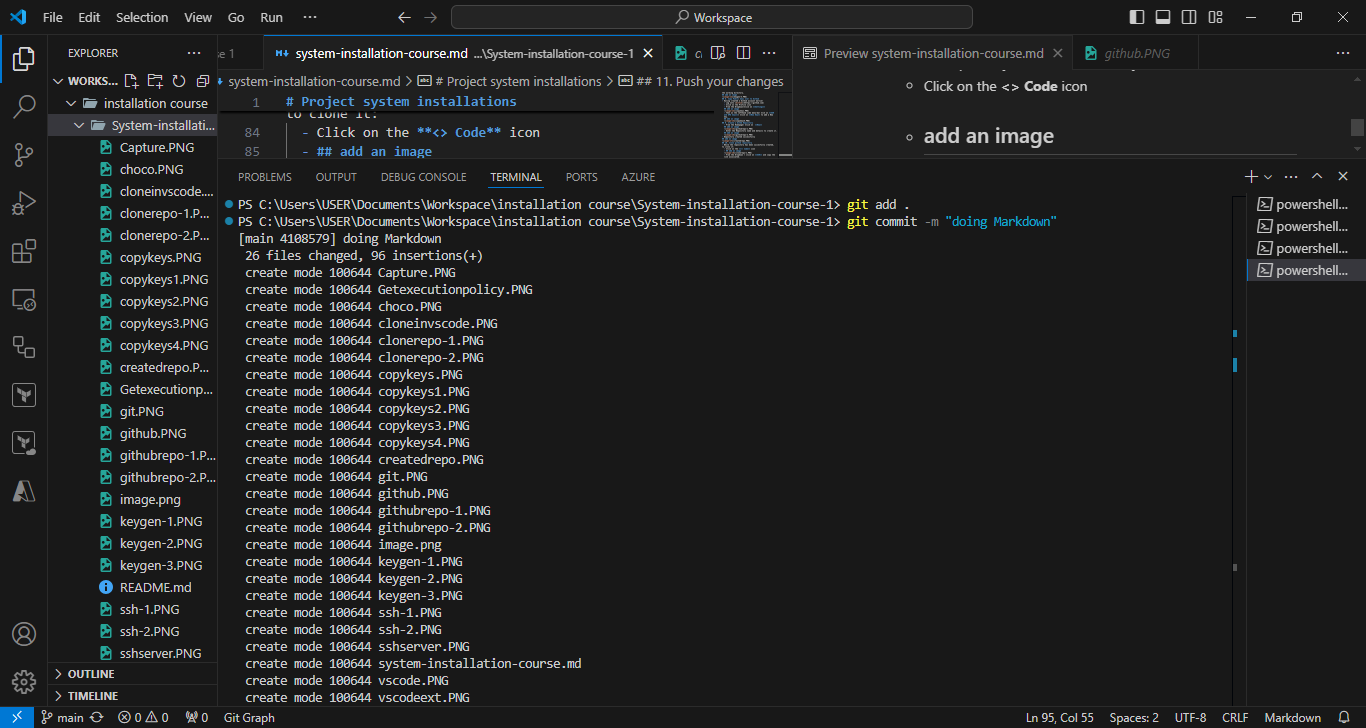 File Edit Selection View Go Run ··· Workspace
EXPLORER ···
WORKS...
installation course
System-installati...
Capture.PNG
choco.PNG
cloneinvscode....
clonerepo-1.P...
clonerepo-2.P...
copykeys.PNG
copykeys1.PNG
copykeys2.PNG
copykeys3.PNG
copykeys4.PNG
createdrepo.P...
Getexecutionp...
git.PNG
github.PNG
githubrepo-1.P...
githubrepo-2.P...
image.png
keygen-1.PNG
keygen-2.PNG
keygen-3.PNG
README.md
ssh-1.PNG
ssh-2.PNG
sshserver.PNG
OUTLINE
TIMELINE
e 1 system-installation-course.md ...\System-installation-course-1 ···
system-installation-course.md > # Project system installations > ## 11. Push your changes
1 # Project system installations
to clone it:
84 - Click on the **<> Code** icon
85 - ## add an image
Preview system-installation-course.md github.PNG ···
Click on the <> Code icon
add an image
PROBLEMS OUTPUT DEBUG CONSOLE TERMINAL PORTS AZURE ···
PS C:\Users\USER\Documents\Workspace\installation course\System-installation-course-1> git add .
PS C:\Users\USER\Documents\Workspace\installation course\System-installation-course-1> git commit -m "doing Markdown"
[main 4108579] doing Markdown
26 files changed, 96 insertions(+)
create mode 100644 Capture.PNG
create mode 100644 Getexecutionpolicy.PNG
create mode 100644 choco.PNG
create mode 100644 cloneinvscode.PNG
create mode 100644 clonerepo-1.PNG
create mode 100644 clonerepo-2.PNG
create mode 100644 copykeys.PNG
create mode 100644 copykeys1.PNG
create mode 100644 copykeys2.PNG
create mode 100644 copykeys3.PNG
create mode 100644 copykeys4.PNG
create mode 100644 createdrepo.PNG
create mode 100644 git.PNG
create mode 100644 github.PNG
create mode 100644 githubrepo-1.PNG
create mode 100644 githubrepo-2.PNG
create mode 100644 image.png
create mode 100644 keygen-1.PNG
create mode 100644 keygen-2.PNG
create mode 100644 keygen-3.PNG
create mode 100644 ssh-1.PNG
create mode 100644 ssh-2.PNG
create mode 100644 sshserver.PNG
create mode 100644 system-installation-course.md
create mode 100644 vscode.PNG
create mode 100644 vscodeext.PNG
powershell...
powershell...
powershell...
powershell...
main 0 0 0 Git Graph Ln 95, Col 55 Spaces: 2 UTF-8 CRLF Markdown